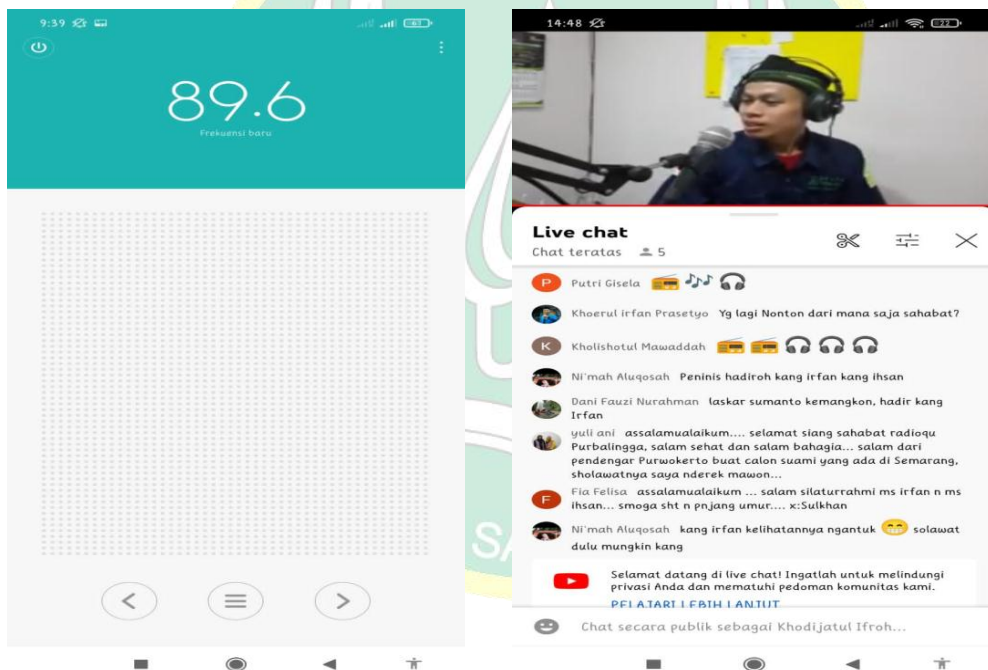 9:39
61
89.6
Frekuensi baru
14:48
22
Live chat
Chat teratas 5
P Putri Gisela
Khoerul irfan Prasetyo Yg lagi Nonton dari mana saja sahabat?
K Kholishotul Mawaddah
Ni'mah Aluqosah Peninis hadiroh kang irfan kang ihsan
Dani Fauzi Nurahman laskar sumanto kemangkon, hadir kang
Irfan
yuli ani assalamualaikum.... selamat siang sahabat radioqu
Purbalingga, salam sehat dan salam bahagia... salam dari
pendengar Purwokerto buat calon suami yang ada di Semarang,
sholawatnya saya nderek mawon...
F Fia Felisa assalamualaikum ... salam silaturrahmi ms irfan n ms
ihsan... smoga sht n pnjang umur.... x:Sulkhan
Ni'mah Aluqosah kang irfan kelihatannya ngantuk 😁 solawat
dulu mungkin kang
Selamat datang di live chat! Ingatlah untuk melindungi
privasi Anda dan mematuhi pedoman komunitas kami.
PELAJARI LEBIH LANJUT
Chat secara publik sebagai Khodijatul Ifroh...